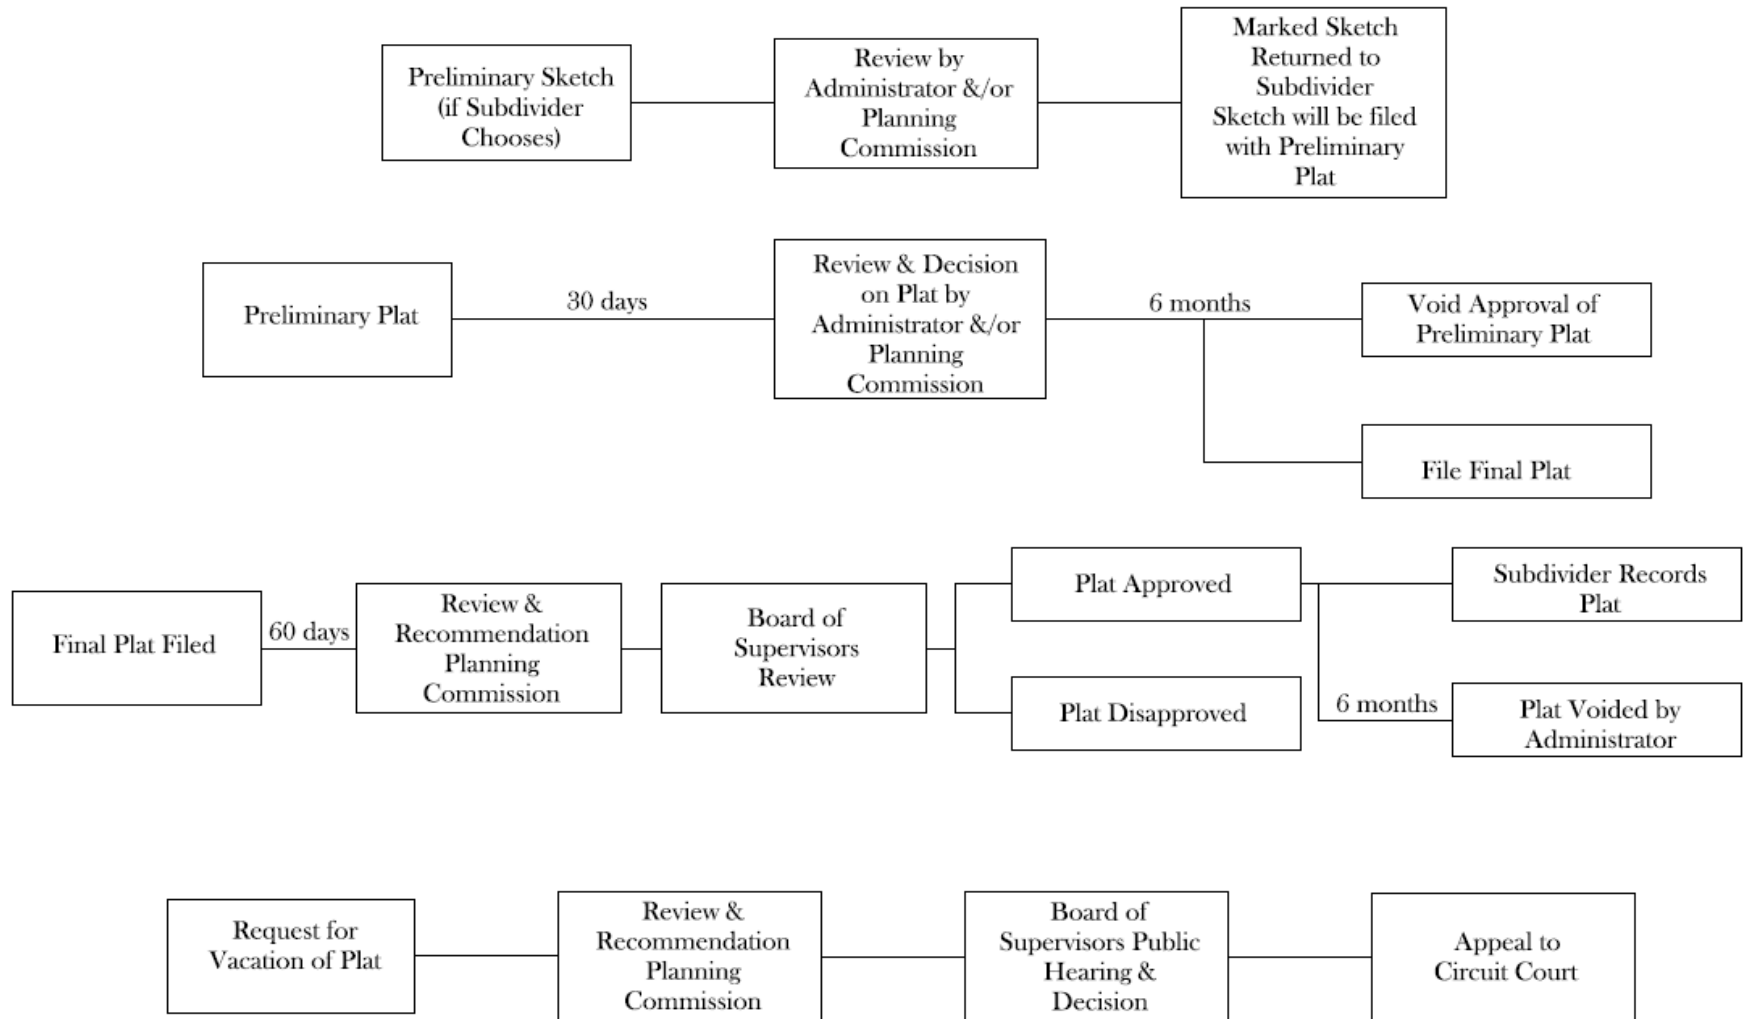 Preliminary Sketch
(if Subdivider
Chooses)
Review by
Administrator &/or
Planning
Commission
Marked Sketch
Returned to
Subdivider
Sketch will be filed
with Preliminary
Plat
Preliminary Plat
30 days
Review & Decision
on Plat by
Administrator &/or
Planning
Commission
6 months
Void Approval of
Preliminary Plat
File Final Plat
Final Plat Filed
60 days
Review &
Recommendation
Planning
Commission
Board of
Supervisors
Review
Plat Approved
Plat Disapproved
Subdivider Records
Plat
6 months
Plat Voided by
Administrator
Request for
Vacation of Plat
Review &
Recommendation
Planning
Commission
Board of
Supervisors Public
Hearing &
Decision
Appeal to
Circuit Court